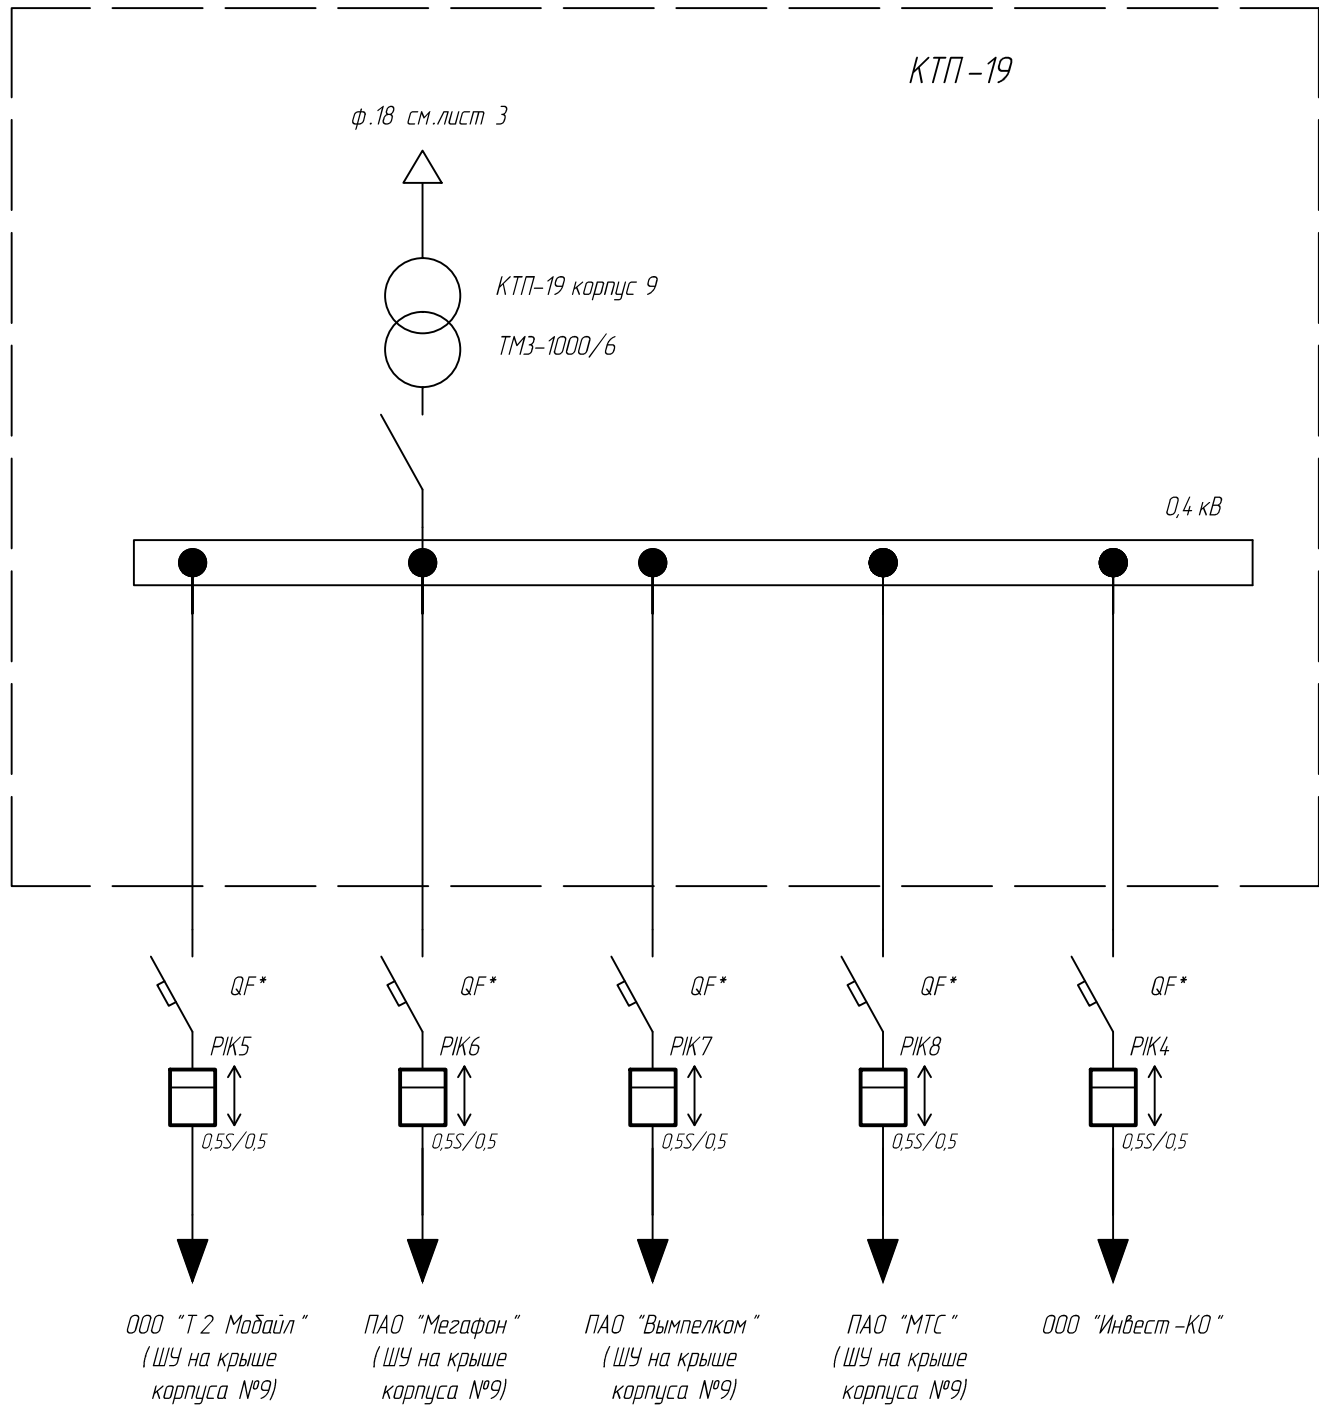 КТП-19
ф.18 см.лист 3
КТП-19 корпус 9
ТМЗ-1000/6
0,4 кВ
QF* QF* QF* QF* QF*
PIK5 PIK6 PIK7 PIK8 PIK4
0,5S/0,5 0,5S/0,5 0,5S/0,5 0,5S/0,5 0,5S/0,5
ООО "Т2 Мобайл"
(ШУ на крыше
корпуса №9)
ПАО "Мегафон"
(ШУ на крыше
корпуса №9)
ПАО "Вымпелком"
(ШУ на крыше
корпуса №9)
ПАО "МТС"
(ШУ на крыше
корпуса №9)
ООО "Инвест-КО"